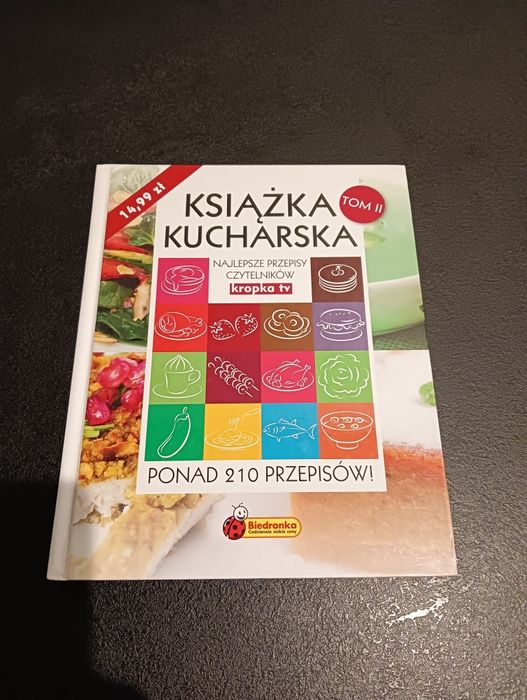 14,99 zł
KSIĄŻKA
KUCHARSKA
TOM II
NAJLEPSZE PRZEPISY
CZYTELNIKÓW
kropka tv
PONAD 210 PRZEPISÓW!
Biedronka
Codziennie niskie ceny